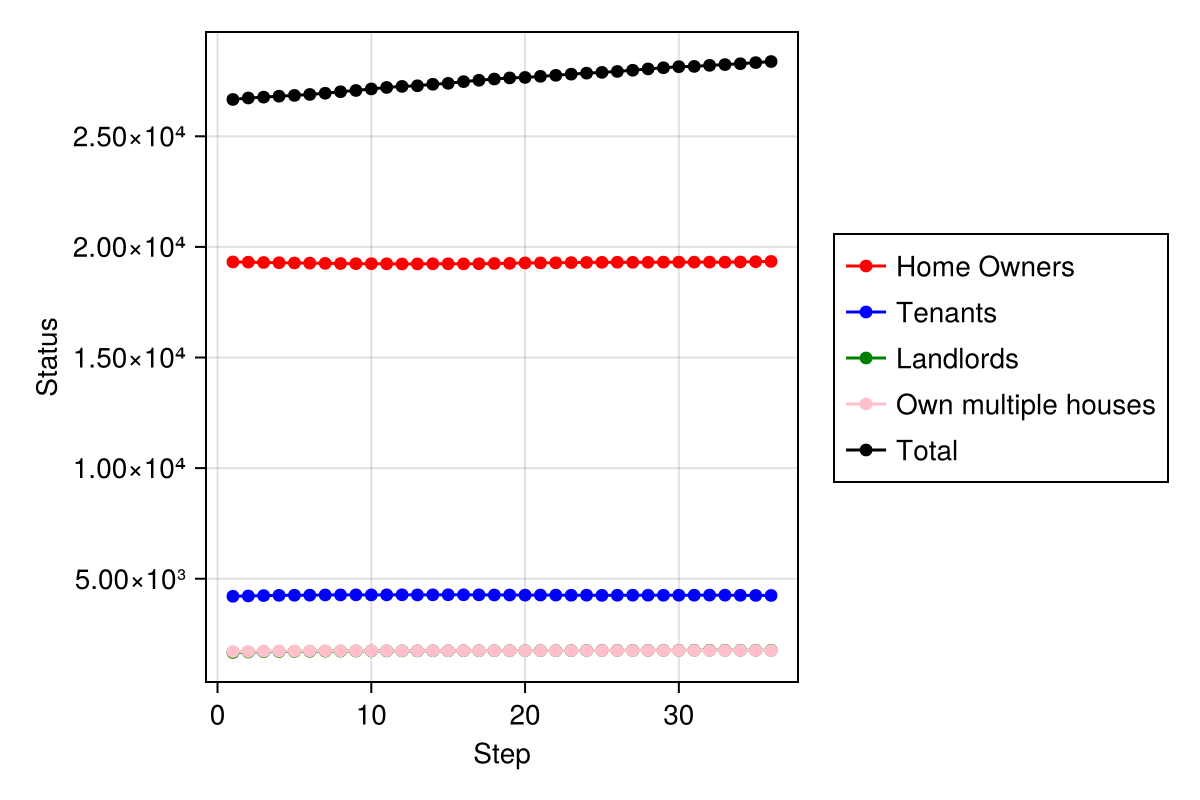 2.50×10⁴
2.00×10⁴
1.50×10⁴
1.00×10⁴
5.00×10³
Status
0 10 20 30
Step
Home Owners
Tenants
Landlords
Own multiple houses
Total